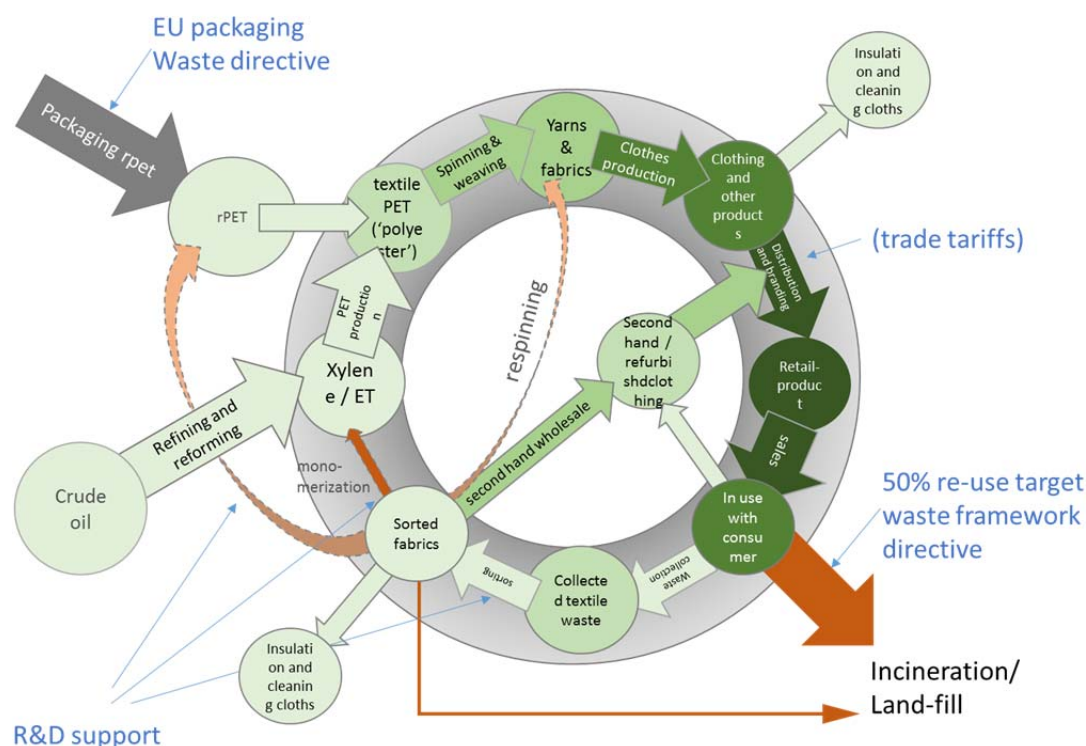 EU packaging
Waste directive
Packaging rpet
rPET
textile
PET
('polye
ster')
Spinning &
weaving
Yarns
&
fabrics
Clothes
production
Clothing
and
other
product
s
Insulati
on and
cleanin
g cloths
(trade tariffs)
Distribution
and branding
PET
productio
n
respinning
Second
hand /
refurbi
shdclot
hing
Retail-
produc
t
Xylen
e / ET
Refining and
reforming
sales
mono-
merization
second hand wholesale
Crude
oil
Sorted
fabrics
In use
with
consu
mer
50% re-use target
waste framework
directive
Waste
collection
sorting
Collecte
d textile
waste
Insulati
on and
cleanin
g cloths
Incineration/
Land-fill
R&D support